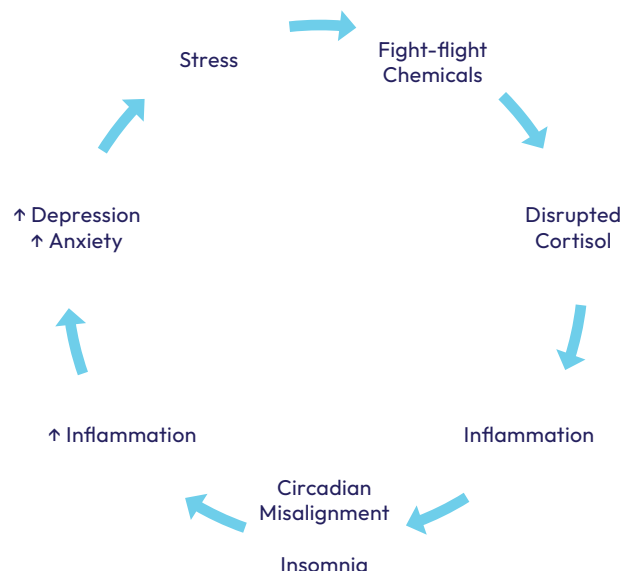 Stress
Fight-flight
Chemicals
Disrupted
Cortisol
Inflammation
Circadian
Misalignment
Insomnia
↑ Inflammation
↑ Depression
↑ Anxiety